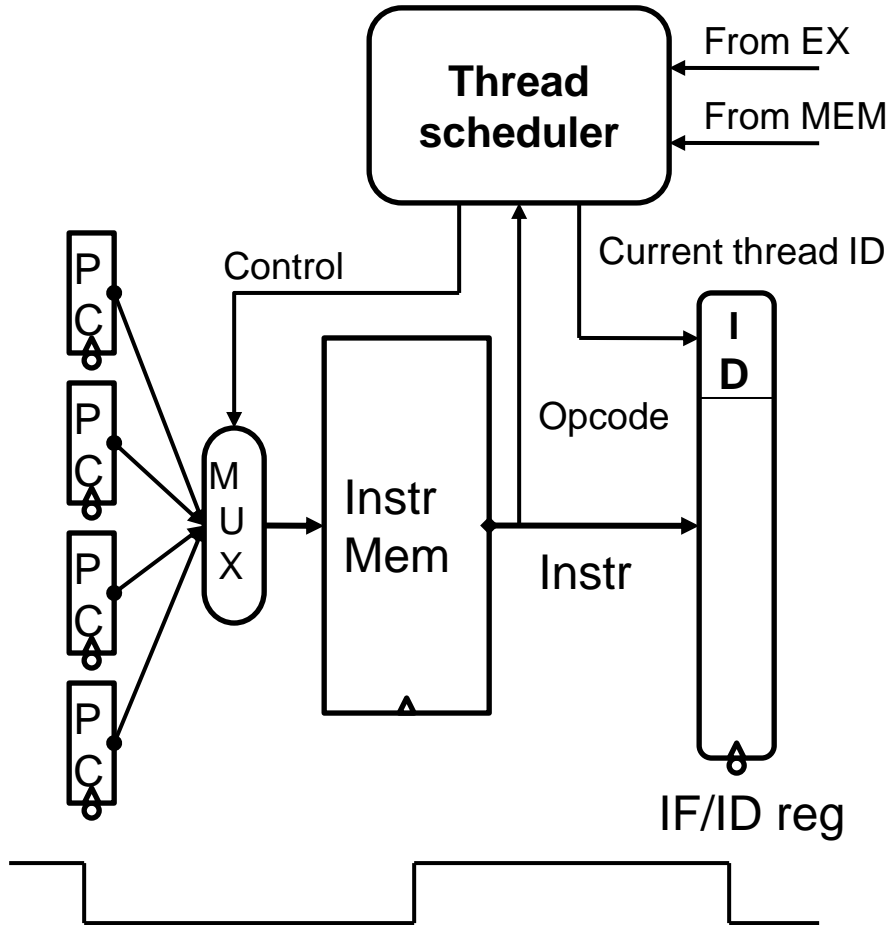 From EX
Thread
scheduler
From MEM
Current thread ID
Control
P
C
P
C
P
C
P
C
M
U
X
Instr
Mem
Opcode
Instr
I
D
IF/ID reg